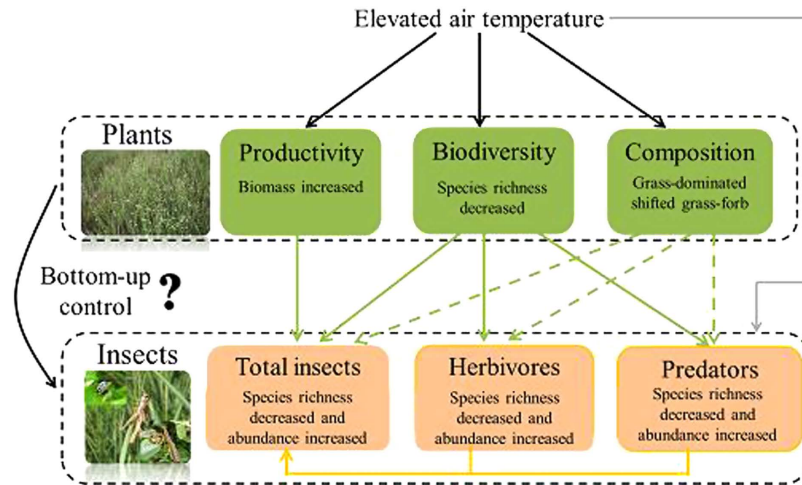 Elevated air temperature
Plants
Productivity
Biomass increased
Biodiversity
Species richness
decreased
Composition
Grass-dominated
shifted grass-forb
Bottom-up
control
?
Insects
Total insects
Species richness
decreased and
abundance increased
Herbivores
Species richness
decreased and
abundance increased
Predators
Species richness
decreased and
abundance increased